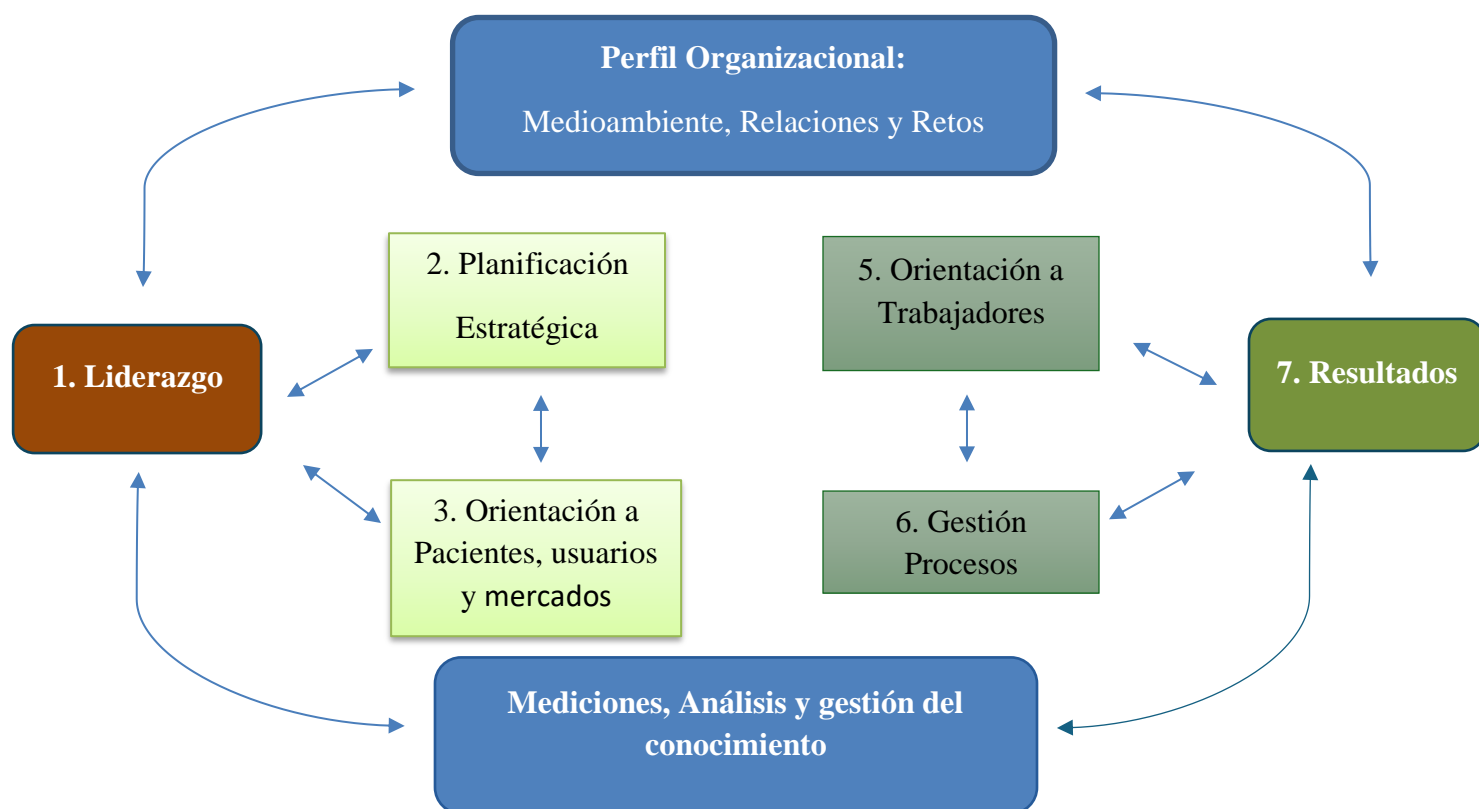 Perfil Organizacional:
Medioambiente, Relaciones y Retos
2. Planificación
Estratégica
5. Orientación a
Trabajadores
1. Liderazgo
7. Resultados
3. Orientación a
Pacientes, usuarios
y mercados
6. Gestión
Procesos
Mediciones, Análisis y gestión del
conocimiento